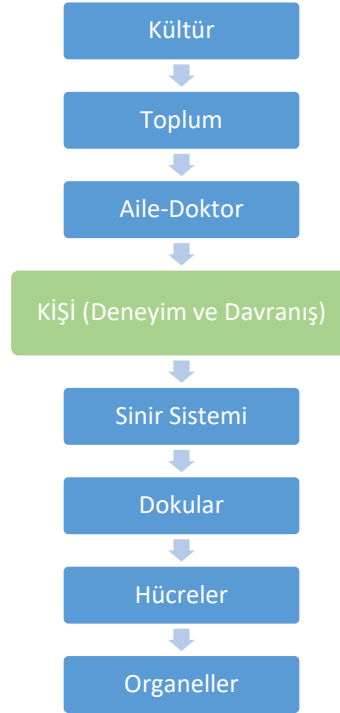 Kültür
Toplum
Aile-Doktor
KİŞİ (Deneyim ve Davranış)
Sinir Sistemi
Dokular
Hücreler
Organeller